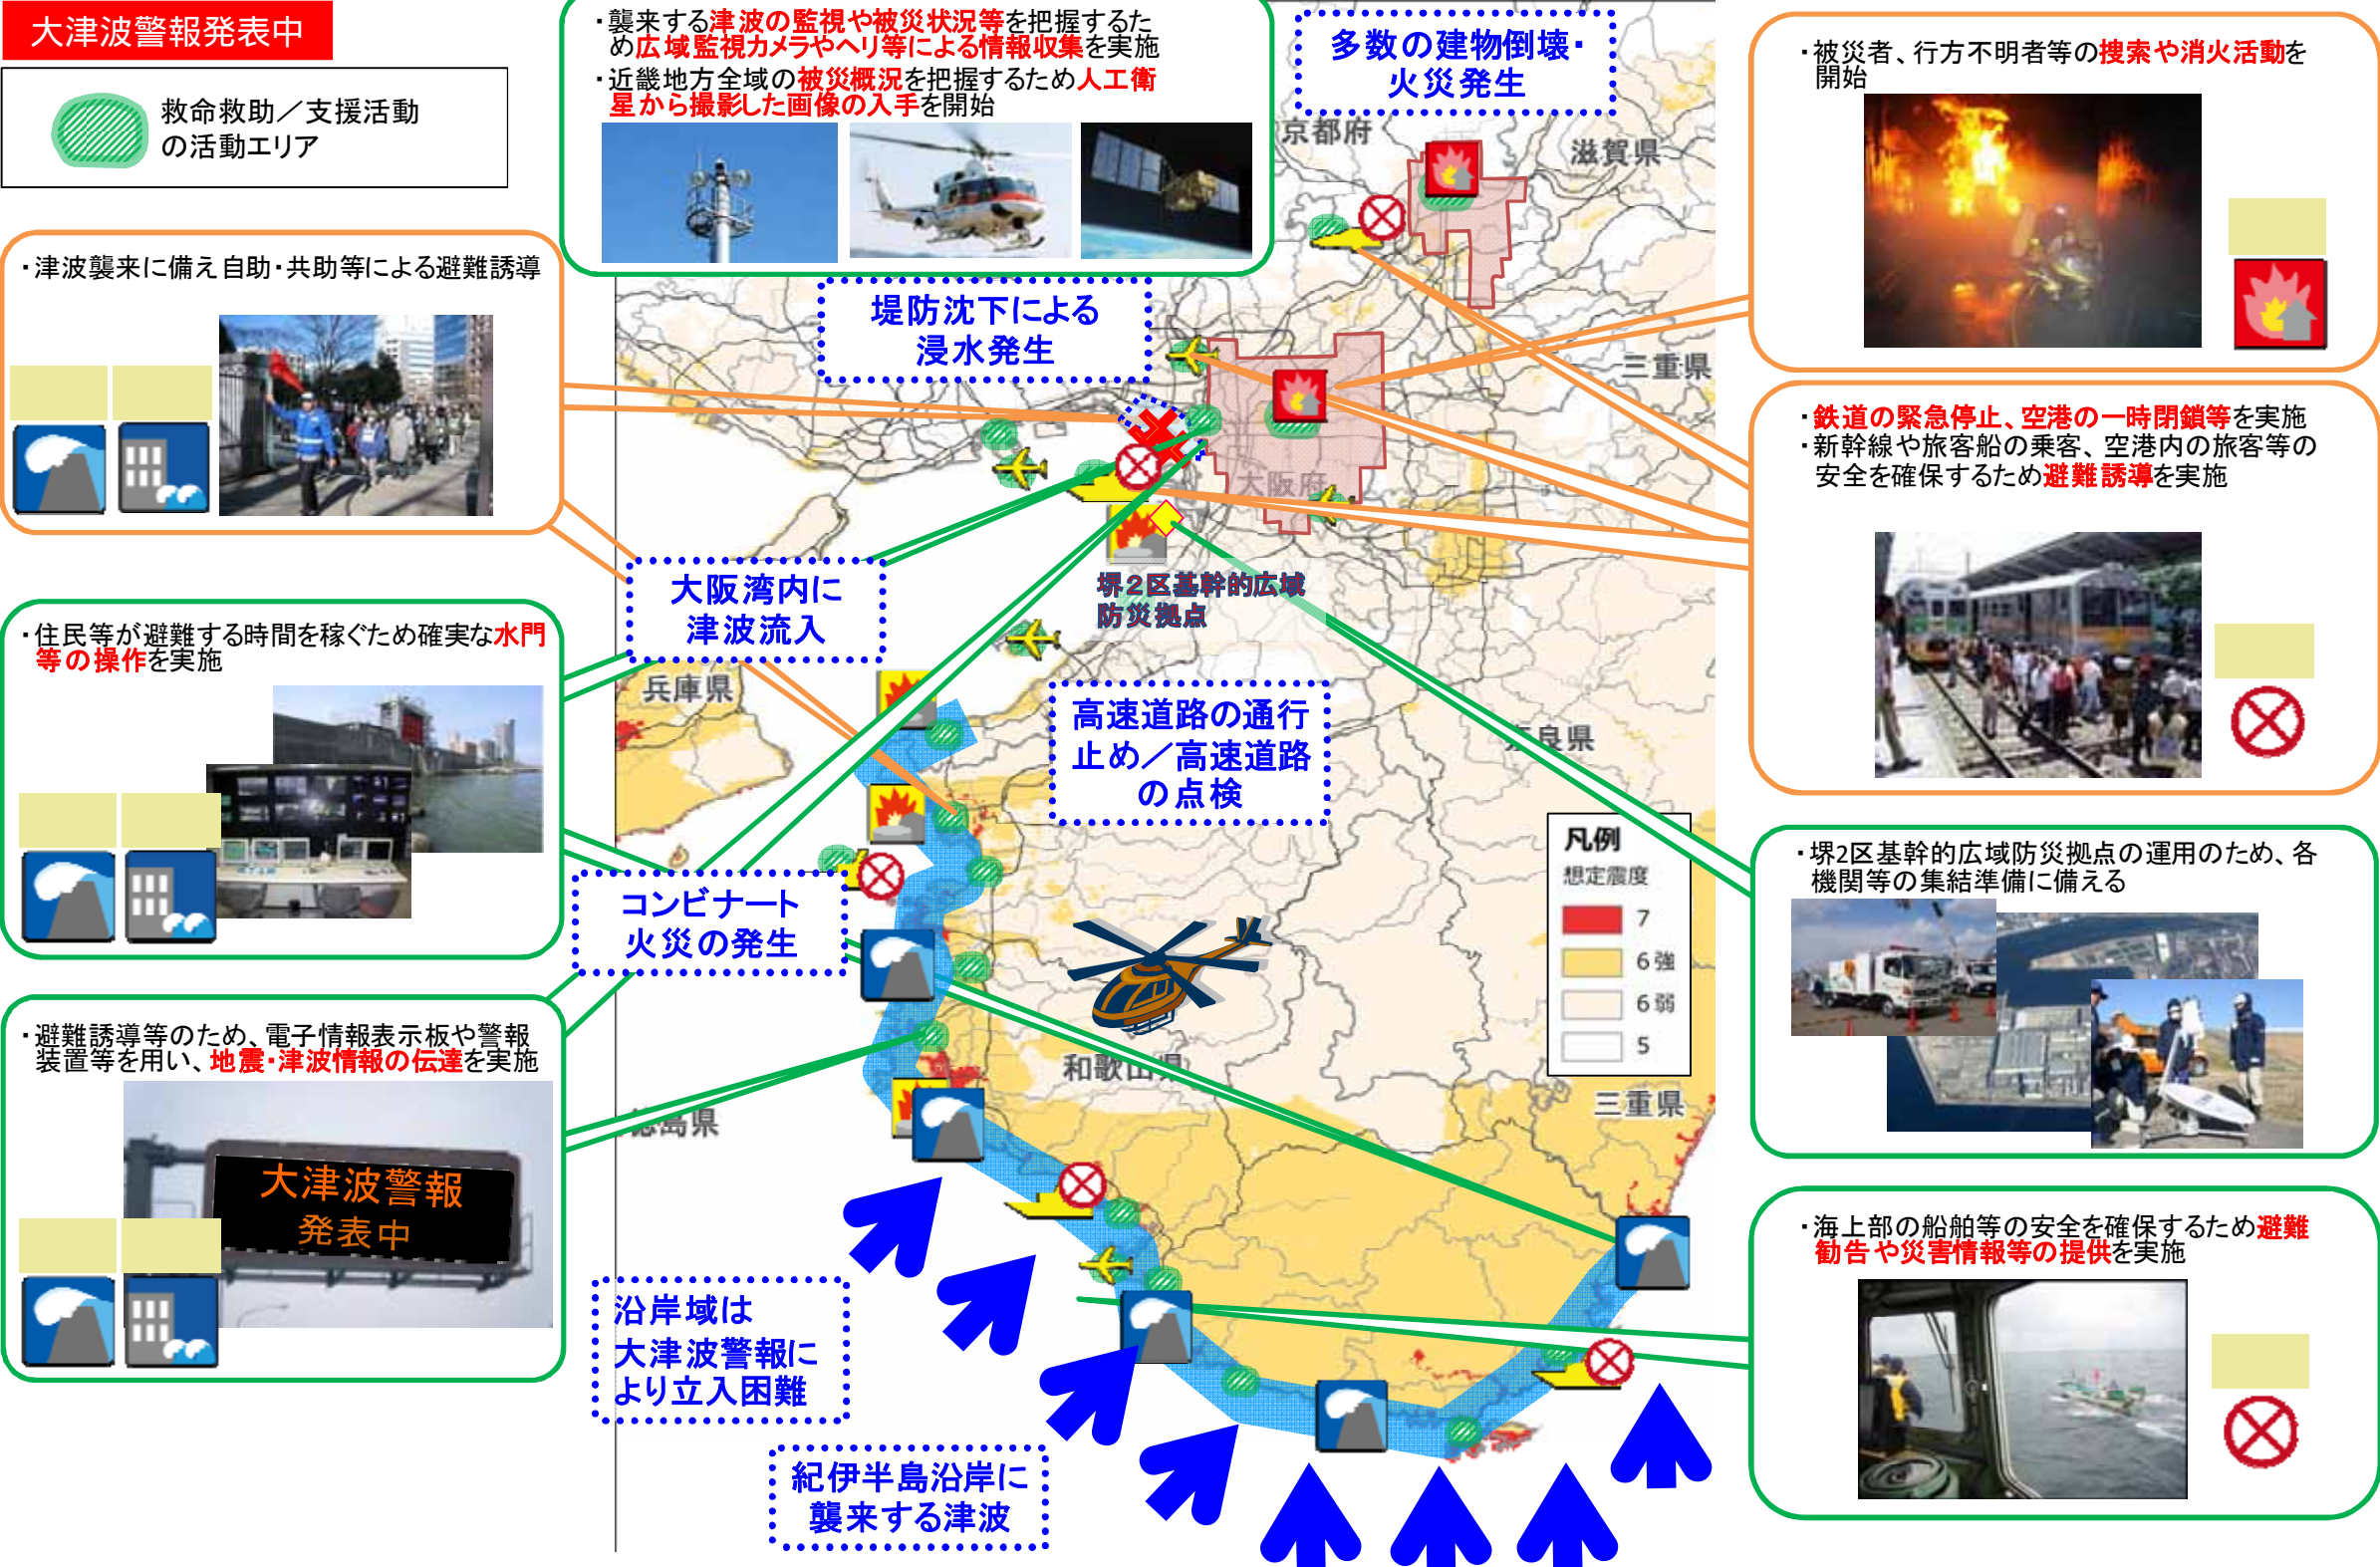 大津波警報発表中
救命救助／支援活動
の活動エリア
・襲来する津波の監視や被災状況等を把握するた
め広域監視カメラやヘリ等による情報収集を実施
・近畿地方全域の被災概況を把握するため人工衛
星から撮影した画像の入手を開始
多数の建物倒壊・
火災発生
・被災者、行方不明者等の捜索や消火活動を
開始
京都府
滋賀県
・津波襲来に備え自助・共助等による避難誘導
堤防沈下による
浸水発生
三重県
大阪府
・鉄道の緊急停止、空港の一時閉鎖等を実施
・新幹線や旅客船の乗客、空港内の旅客等の
安全を確保するため避難誘導を実施
大阪湾内に
津波流入
堺２区基幹的広域
防災拠点
・住民等が避難する時間を稼ぐため確実な水門
等の操作を実施
兵庫県
高速道路の通行
止め／高速道路
の点検
奈良県
凡例
想定震度
7
6強
6弱
5
・堺2区基幹的広域防災拠点の運用のため、各
機関等の集結準備に備える
コンビナート
火災の発生
・避難誘導等のため、電子情報表示板や警報
装置等を用い、地震・津波情報の伝達を実施
大津波警報
発表中
和歌山県
徳島県
三重県
・海上部の船舶等の安全を確保するため避難
勧告や災害情報等の提供を実施
沿岸域は
大津波警報に
より立入困難
紀伊半島沿岸に
襲来する津波